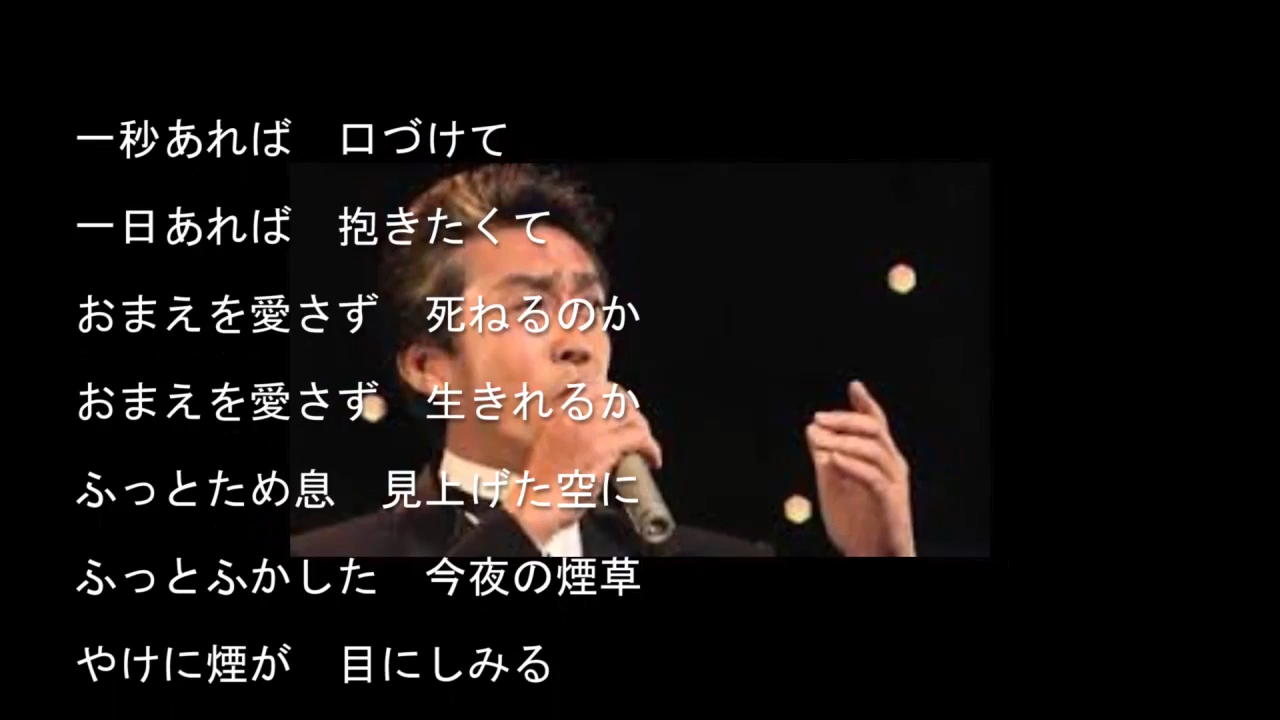 一秒あれば　口づけて
一日あれば　抱きたくて
おまえを愛さず　死ねるのか
おまえを愛さず　生きれるか
ふっとため息　見上げた空に
ふっとふかした　今夜の煙草
やけに煙が　目にしみる